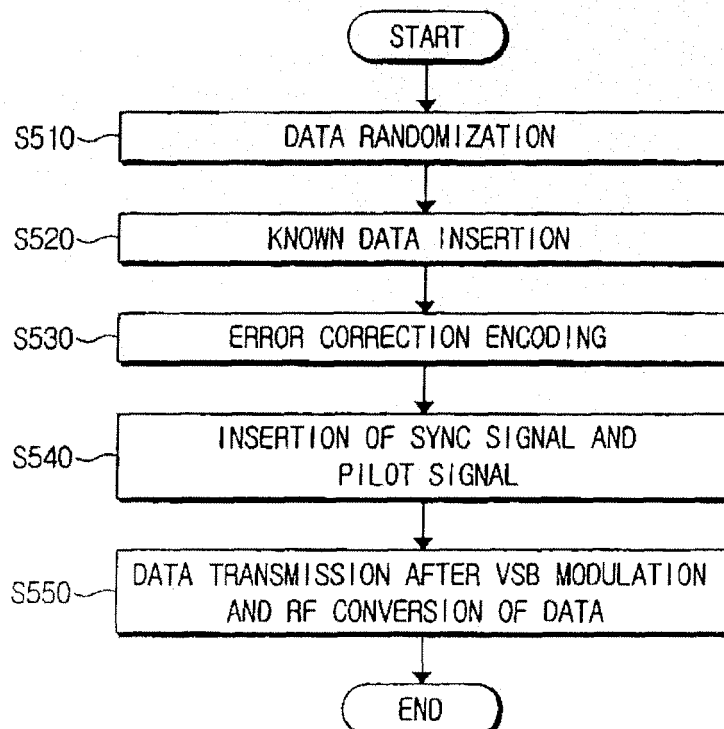 START
S510 DATA RANDOMIZATION
S520 KNOWN DATA INSERTION
S530 ERROR CORRECTION ENCODING
S540 INSERTION OF SYNC SIGNAL AND
PILOT SIGNAL
S550 DATA TRANSMISSION AFTER VSB MODULATION
AND RF CONVERSION OF DATA
END